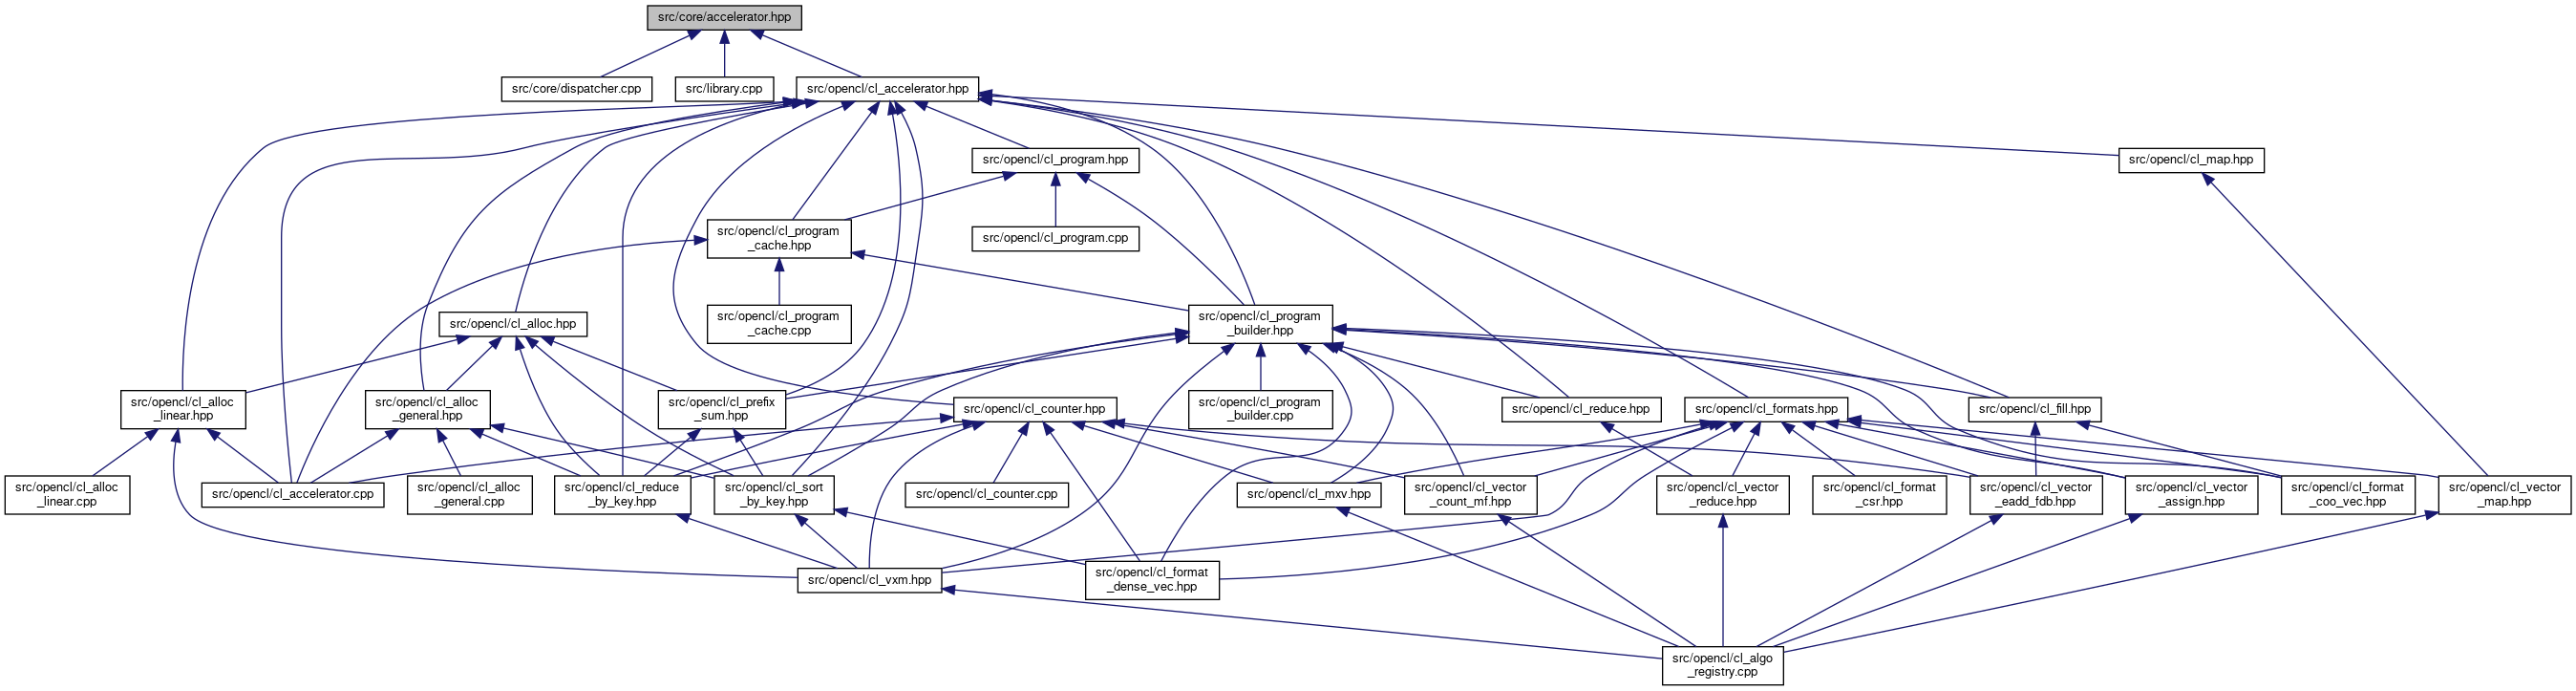 src/core/accelerator.hpp
src/core/dispatcher.cpp
src/library.cpp
src/opencl/cl_accelerator.hpp
src/opencl/cl_program.hpp
src/opencl/cl_map.hpp
src/opencl/cl_program
_cache.hpp
src/opencl/cl_program.cpp
src/opencl/cl_alloc.hpp
src/opencl/cl_program
_cache.cpp
src/opencl/cl_program
_builder.hpp
src/opencl/cl_alloc
_linear.hpp
src/opencl/cl_alloc
_general.hpp
src/opencl/cl_prefix
_sum.hpp
src/opencl/cl_counter.hpp
src/opencl/cl_program
_builder.cpp
src/opencl/cl_reduce.hpp
src/opencl/cl_formats.hpp
src/opencl/cl_fill.hpp
src/opencl/cl_alloc
_linear.cpp
src/opencl/cl_accelerator.cpp
src/opencl/cl_alloc
_general.cpp
src/opencl/cl_reduce
_by_key.hpp
src/opencl/cl_sort
_by_key.hpp
src/opencl/cl_counter.cpp
src/opencl/cl_mxv.hpp
src/opencl/cl_vector
_count_mf.hpp
src/opencl/cl_vector
_reduce.hpp
src/opencl/cl_format
_csr.hpp
src/opencl/cl_vector
_eadd_fdb.hpp
src/opencl/cl_vector
_assign.hpp
src/opencl/cl_format
_coo_vec.hpp
src/opencl/cl_vector
_map.hpp
src/opencl/cl_vxm.hpp
src/opencl/cl_format
_dense_vec.hpp
src/opencl/cl_algo
_registry.cpp